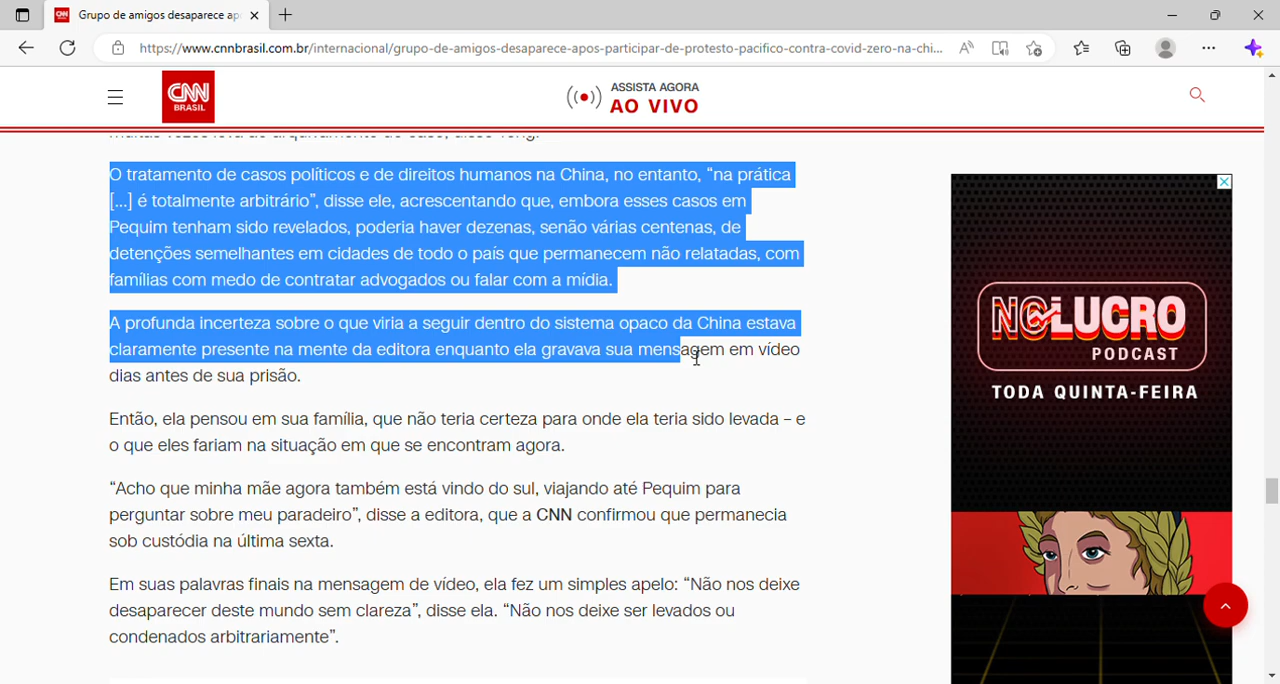 Grupo de amigos desaparece ap
https://www.cnnbrasil.com.br/internacional/grupo-de-amigos-desaparece-apos-participar-de-protesto-pacifico-contra-covid-zero-na-chi...
CNN
BRASIL
ASSISTA AGORA
AO VIVO
muitas vezes leva ao arquivamento do caso, disse Teng.
O tratamento de casos políticos e de direitos humanos na China, no entanto, “na prática
[...] é totalmente arbitrário”, disse ele, acrescentando que, embora esses casos em
Pequim tenham sido revelados, poderia haver dezenas, senão várias centenas, de
detenções semelhantes em cidades de todo o país que permanecem não relatadas, com
famílias com medo de contratar advogados ou falar com a mídia.
A profunda incerteza sobre o que viria a seguir dentro do sistema opaco da China estava
claramente presente na mente da editora enquanto ela gravava sua mensagem em vídeo
dias antes de sua prisão.
Então, ela pensou em sua família, que não teria certeza para onde ela teria sido levada – e
o que eles fariam na situação em que se encontram agora.
“Acho que minha mãe agora também está vindo do sul, viajando até Pequim para
perguntar sobre meu paradeiro”, disse a editora, que a CNN confirmou que permanecia
sob custódia na última sexta.
Em suas palavras finais na mensagem de vídeo, ela fez um simples apelo: “Não nos deixe
desaparecer deste mundo sem clareza”, disse ela. “Não nos deixe ser levados ou
condenados arbitrariamente”.
NO LUCRO
PODCAST
TODA QUINTA-FEIRA